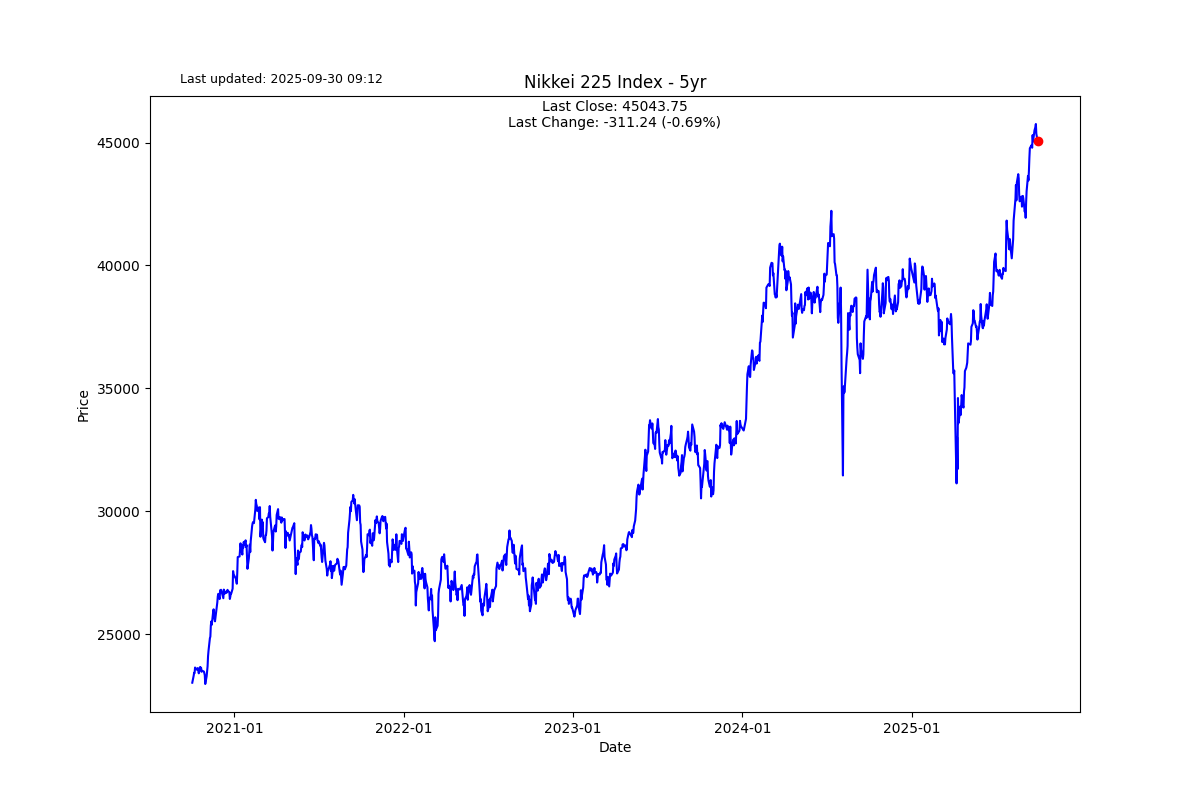 Last updated: 2025-09-30 09:12
Nikkei 225 Index - 5yr
Last Close: 45043.75
Last Change: -311.24 (-0.69%)
45000
40000
35000
30000
25000
Price
2021-01
2022-01
2023-01
2024-01
2025-01
Date